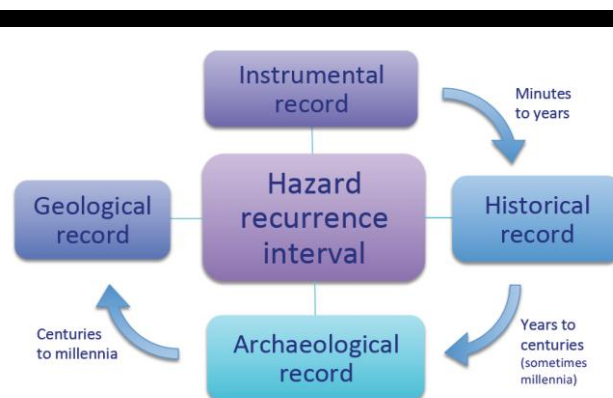 Instrumental
record
Minutes
to years
Geological
record
Hazard
recurrence
interval
Historical
record
Centuries
to millennia
Archaeological
record
Years to
centuries
(sometimes
millennia)